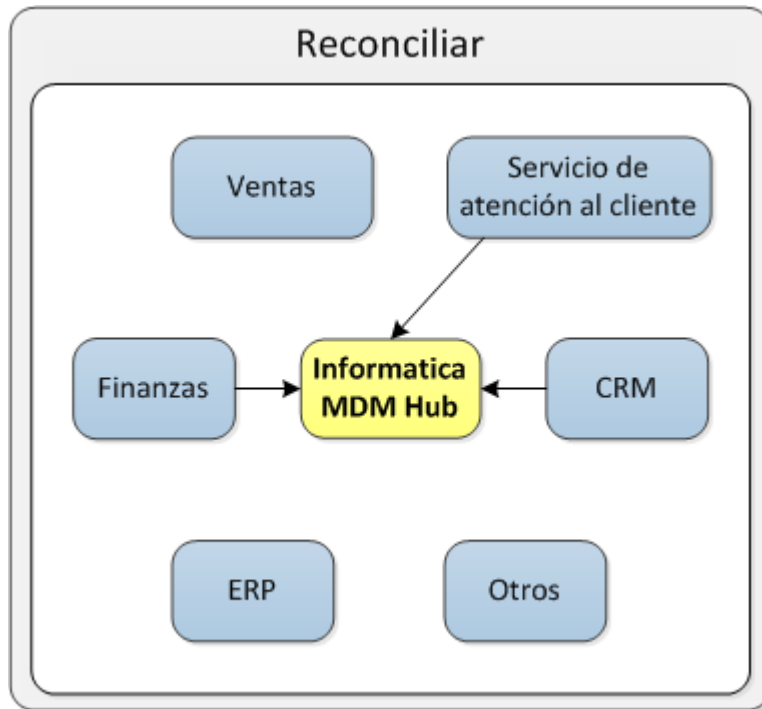 Reconciliar
Ventas
Servicio de
atención al cliente
Finanzas
Informatica
MDM Hub
CRM
ERP
Otros